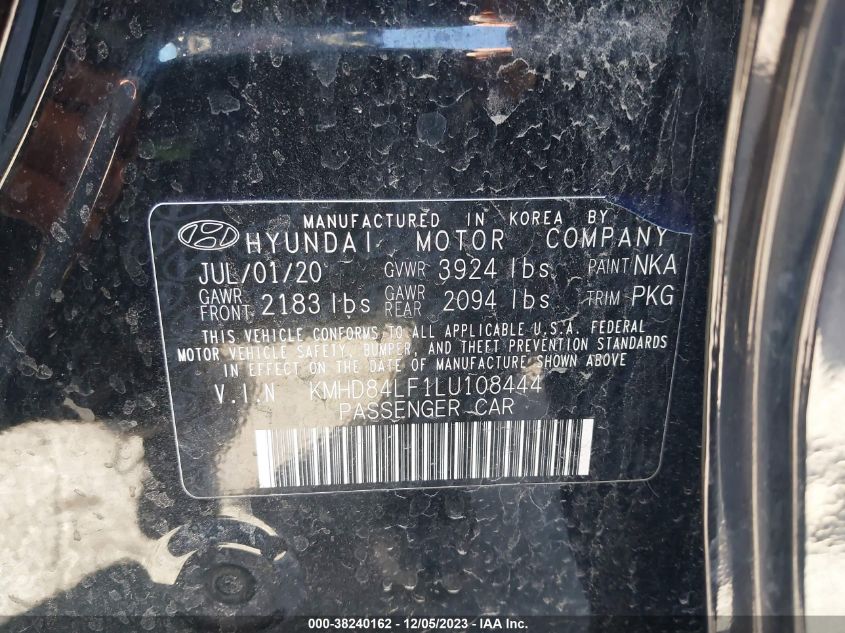 MANUFACTURED IN KOREA BY
HYUNDAI MOTOR COMPANY
JUL/01/20 GVWR 3924 lbs PAINT NKA
GAWR FRONT 2183 lbs GAWR REAR 2094 lbs TRIM PKG
THIS VEHICLE CONFORMS TO ALL APPLICABLE U.S.A. FEDERAL
MOTOR VEHICLE SAFETY, BUMPER, AND THEFT PREVENTION STANDARDS
IN EFFECT ON THE DATE OF MANUFACTURE SHOWN ABOVE
V.I.N KMHD84LF1LU108444
PASSENGER CAR
000-38240162 - 12/05/2023 - IAA Inc.